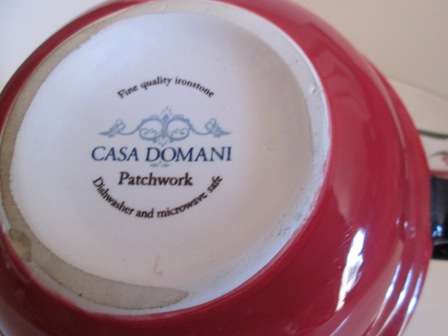 Fine quality ironstone
CASA DOMANI
Patchwork
Dishwasher and microwave safe